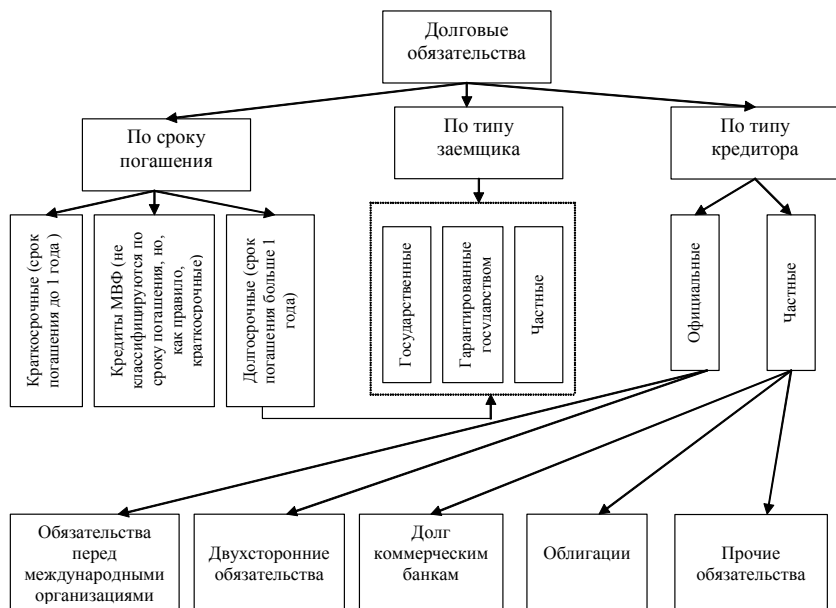 Долговые
обязательства
По сроку
погашения
По типу
заемщика
По типу
кредитора
Краткосрочные (срок
погашения до 1 года )
Кредиты МВФ (не
классифицируются по
сроку погашения, но,
как правило,
краткосрочные)
Долгосрочные (срок
погашения больше 1
года)
Государственные
Гарантированные
государством
Частные
Официальные
Частные
Обязательства
перед
международными
организациями
Двухсторонние
обязательства
Долг
коммерческим
банкам
Облигации
Прочие
обязательства